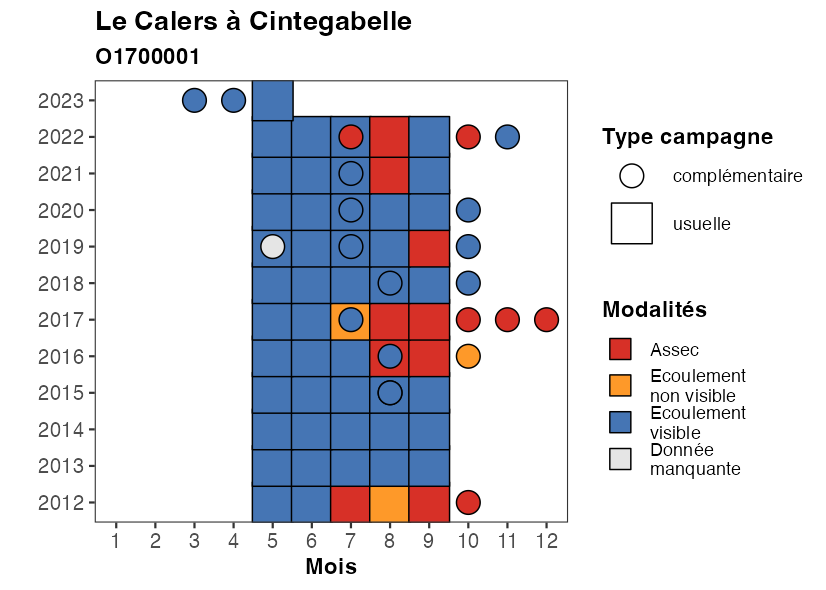 Le Calers à Cintegabelle
O1700001
2023
2022
2021
2020
2019
2018
2017
2016
2015
2014
2013
2012
1 2 3 4 5 6 7 8 9 10 11 12
Mois
Type campagne
complémentaire
usuelle
Modalités
Assec
Ecoulement
non visible
Ecoulement
visible
Donnée
manquante